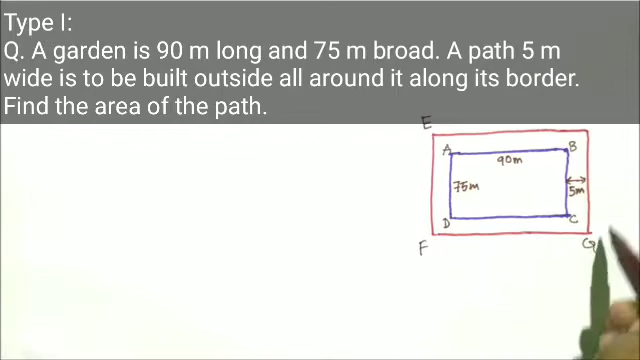 Type I:
Q. A garden is 90 m long and 75 m broad. A path 5 m
wide is to be built outside all around it along its border.
Find the area of the path.
E
A
B
90m
75m
5m
D
C
F
G